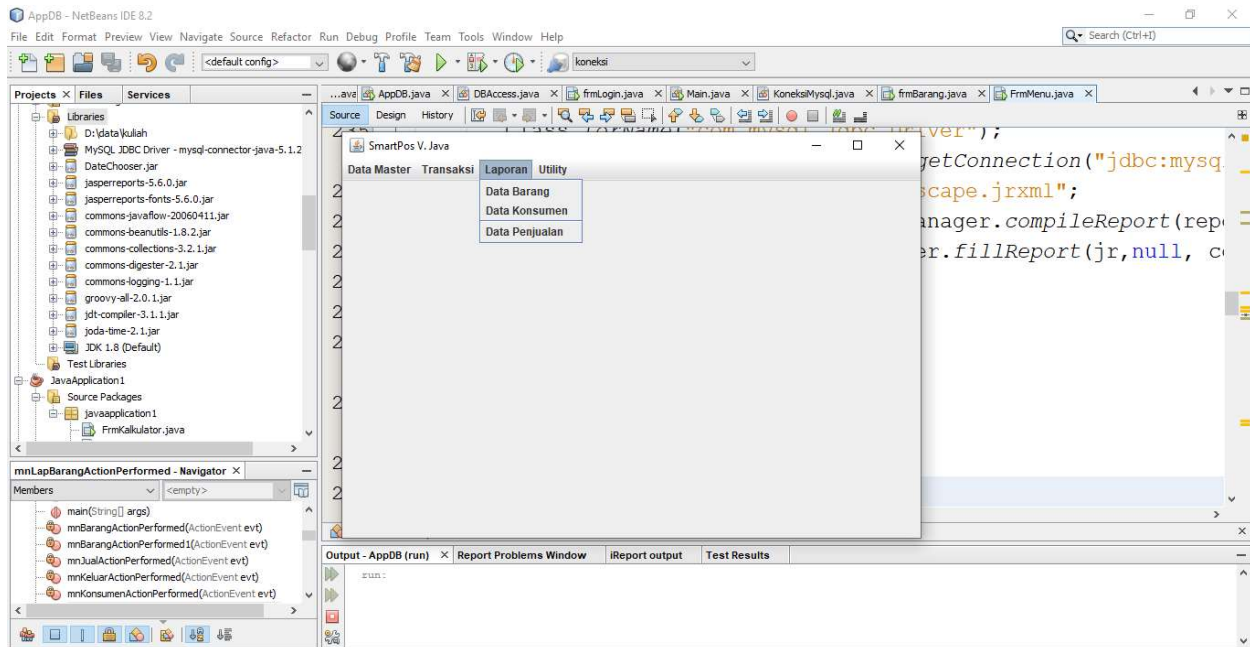 AppDB - NetBeans IDE 8.2
File Edit Format Preview View Navigate Source Refactor Run Debug Profile Team Tools Window Help
Search (Ctrl+I)
<default config>
koneksi
Projects Files Services
...ava AppDB.java DBAccess.java frmLogin.java Main.java KoneksiMysql.java frmBarang.java FrmMenu.java
Source Design History
Libraries
D:\data\kuliah
MySQL JDBC Driver - mysql-connector-java-5.1.2
DateChooser.jar
jasperreports-5.6.0.jar
jasperreports-fonts-5.6.0.jar
commons-javaflow-20060411.jar
commons-beanutils-1.8.2.jar
commons-collections-3.2.1.jar
commons-digester-2.1.jar
commons-logging-1.1.jar
groovy-all-2.0.1.jar
jdt-compiler-3.1.1.jar
joda-time-2.1.jar
JDK 1.8 (Default)
Test Libraries
JavaApplication1
Source Packages
javaapplication1
FrmKalkulator.java
SmartPos V. Java
Data Master Transaksi Laporan Utility
Data Barang
Data Konsumen
Data Penjualan
getConnection("jdbc:mysq
scape.jrxml";
anager.compileReport(repo
er.fillReport(jr,null, co
mnLapBarangActionPerformed - Navigator
Members <empty>
main(String[] args)
mnBarangActionPerformed(ActionEvent evt)
mnBarangActionPerformed1(ActionEvent evt)
mnJualActionPerformed(ActionEvent evt)
mnKeluarActionPerformed(ActionEvent evt)
mnKonsumenActionPerformed(ActionEvent evt)
Output - AppDB (run) Report Problems Window iReport output Test Results
run: